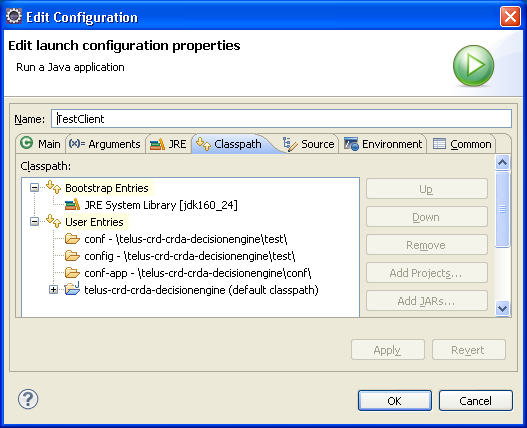 Edit Configuration
Edit launch configuration properties
Run a Java application
Name: TestClient
Main (x)= Arguments JRE Classpath Source Environment Common
Classpath:
Bootstrap Entries
JRE System Library [jdk160_24]
User Entries
conf - \telus-crd-crda-decisionengine\test\
config - \telus-crd-crda-decisionengine\test\
conf-app - \telus-crd-crda-decisionengine\conf\
telus-crd-crda-decisionengine (default classpath)
Up
Down
Remove
Add Projects...
Add JARs...
Apply Revert
OK Cancel